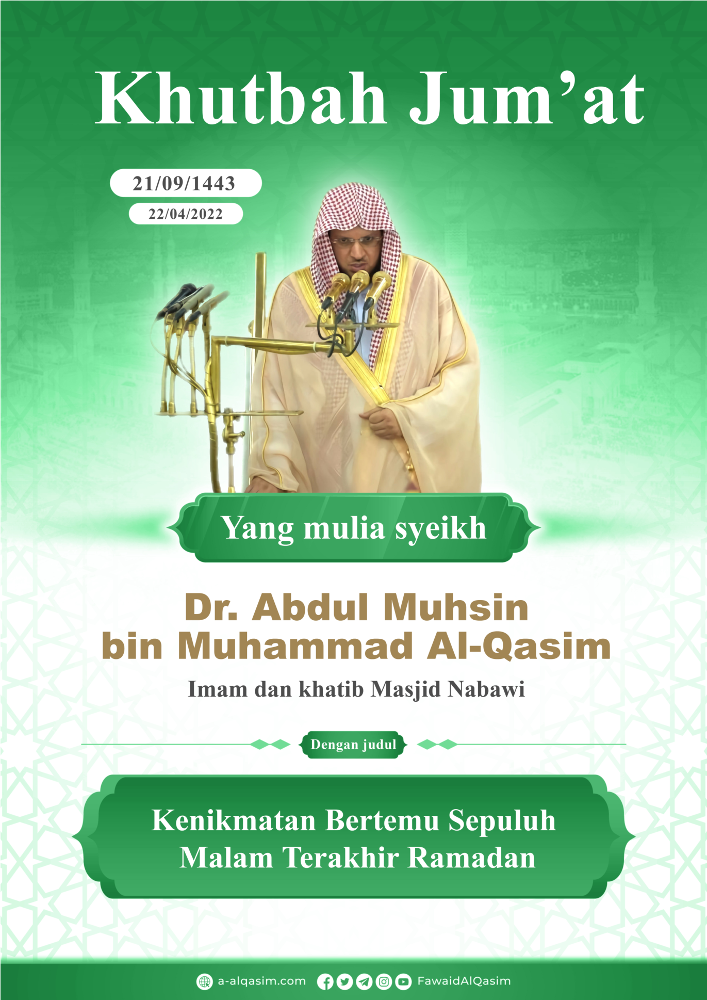 Khutbah Jum’at
21/09/1443
22/04/2022
Yang mulia syeikh
Dr. Abdul Muhsin
bin Muhammad Al-Qasim
Imam dan khatib Masjid Nabawi
Dengan judul
Kenikmatan Bertemu Sepuluh
Malam Terakhir Ramadan
a-alqasim.com FawaidAlQasim